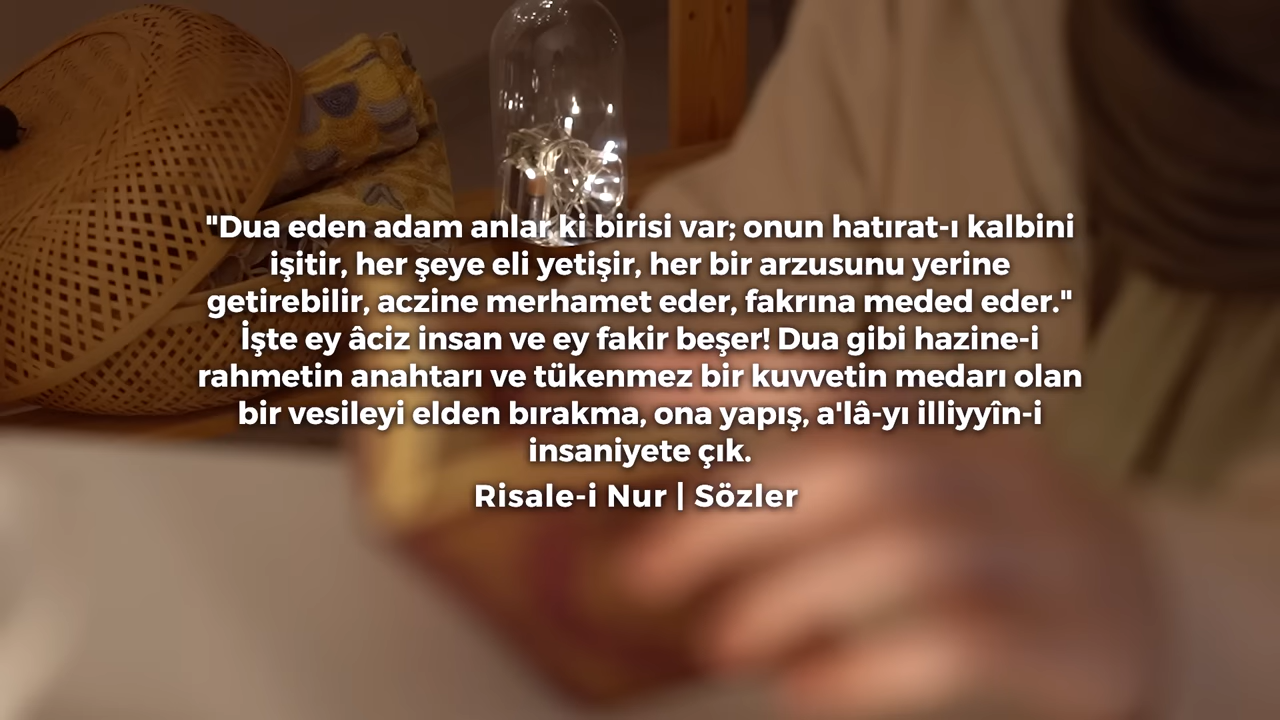 "Dua eden adam anlar ki birisi var; onun hatırat-ı kalbini
işitir, her şeye eli yetişir, her bir arzusunu yerine
getirebilir, aczine merhamet eder, fakrına meded eder."
İşte ey âciz insan ve ey fakir beşer! Dua gibi hazine-i
rahmetin anahtarı ve tükenmez bir kuvvetin medarı olan
bir vesileyi elden bırakma, ona yapış, a'lâ-yı illiyyîn-i
insaniyete çık.
Risale-i Nur | Sözler